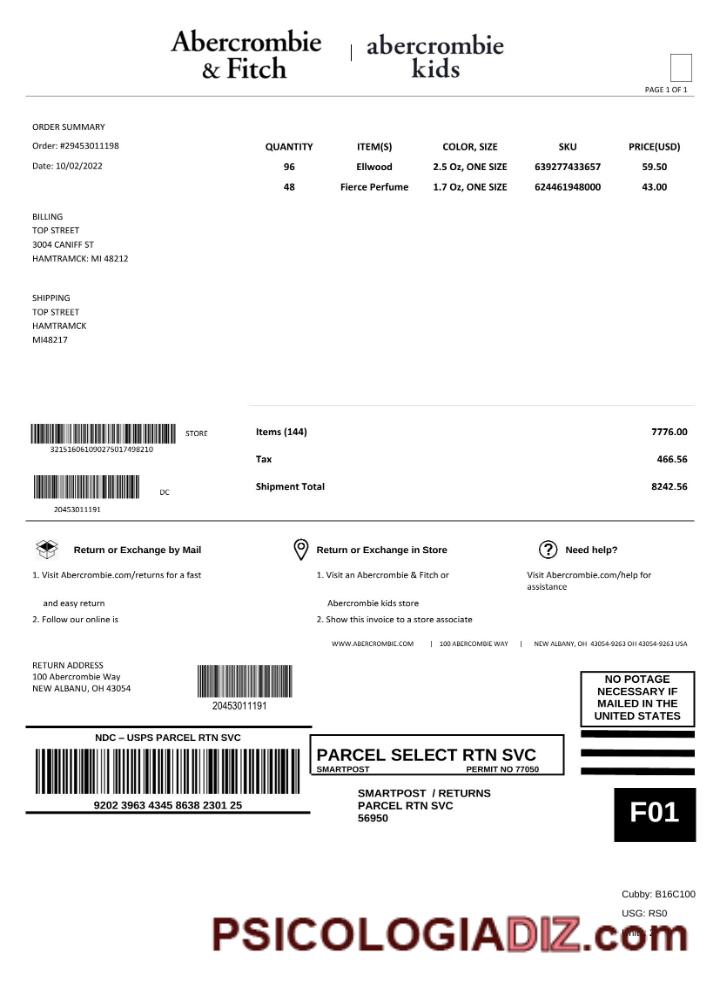 Abercrombie & Fitch | abercrombie kids
PAGE 1 OF 1
ORDER SUMMARY
Order: #29453011198
Date: 10/02/2022
QUANTITY ITEM(S) COLOR, SIZE SKU PRICE(USD)
96 Ellwood 2.5 Oz, ONE SIZE 639277433657 59.50
48 Fierce Perfume 1.7 Oz, ONE SIZE 624461948000 43.00
BILLING
TOP STREET
3004 CANIFF ST
HAMTRAMCK: MI 48212
SHIPPING
TOP STREET
HAMTRAMCK
MI48217
STORE
321516061090275017498210
DC
20453011191
Items (144) 7776.00
Tax 466.56
Shipment Total 8242.56
Return or Exchange by Mail
1. Visit Abercrombie.com/returns for a fast
and easy return
2. Follow our online is
Return or Exchange in Store
1. Visit an Abercrombie & Fitch or
Abercrombie kids store
2. Show this invoice to a store associate
Need help?
Visit Abercrombie.com/help for
assistance
WWW.ABERCROMBIE.COM | 100 ABERCOMBIE WAY | NEW ALBANY, OH 43054-9263 OH 43054-9263 USA
RETURN ADDRESS
100 Abercrombie Way
NEW ALBANU, OH 43054
20453011191
NO POTAGE
NECESSARY IF
MAILED IN THE
UNITED STATES
NDC – USPS PARCEL RTN SVC
9202 3963 4345 8638 2301 25
PARCEL SELECT RTN SVC
SMARTPOST PERMIT NO 77050
SMARTPOST / RETURNS
PARCEL RTN SVC
56950
F01
Cubby: B16C100
USG: RS0
PSICOLOGIADIZ.com